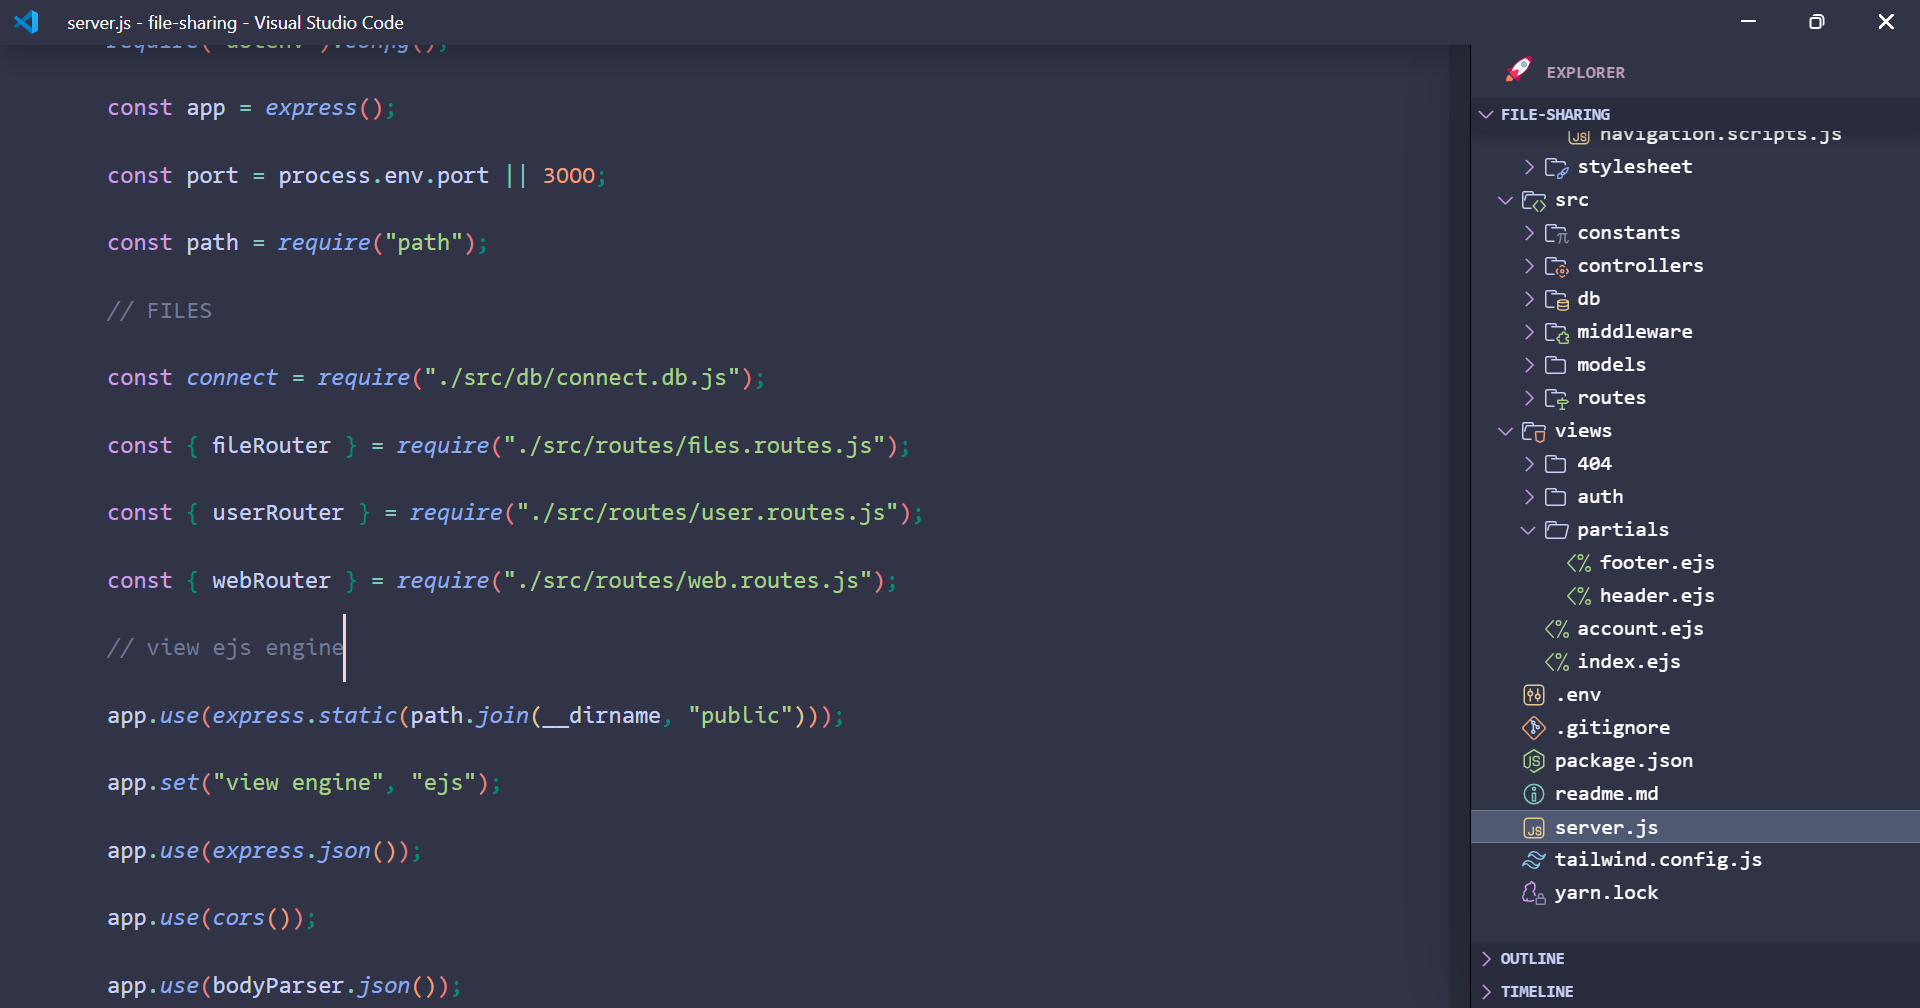 server.js - file-sharing - Visual Studio Code
require("dotenv").config();
const app = express();
const port = process.env.port || 3000;
const path = require("path");
// FILES
const connect = require("./src/db/connect.db.js");
const { fileRouter } = require("./src/routes/files.routes.js");
const { userRouter } = require("./src/routes/user.routes.js");
const { webRouter } = require("./src/routes/web.routes.js");
// view ejs engine
app.use(express.static(path.join(__dirname, "public")));
app.set("view engine", "ejs");
app.use(express.json());
app.use(cors());
app.use(bodyParser.json());
EXPLORER
FILE-SHARING
navigation.scripts.js
stylesheet
src
constants
controllers
db
middleware
models
routes
views
404
auth
partials
footer.ejs
header.ejs
account.ejs
index.ejs
.env
.gitignore
package.json
readme.md
server.js
tailwind.config.js
yarn.lock
OUTLINE
TIMELINE